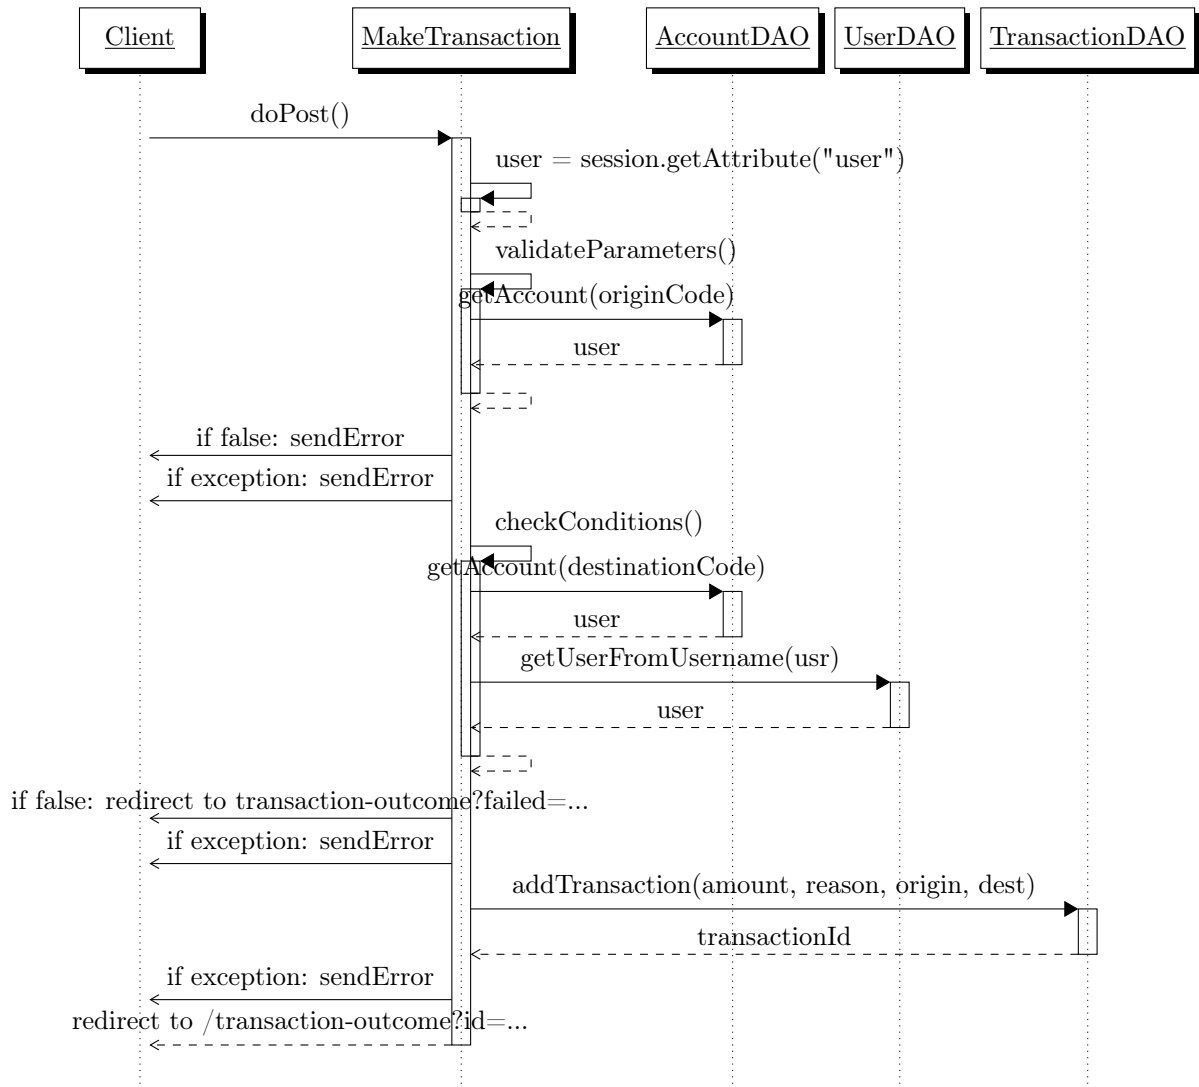 Client
MakeTransaction
AccountDAO
UserDAO
TransactionDAO
doPost()
user = session.getAttribute("user")
validateParameters()
getAccount(originCode)
user
if false: sendError
if exception: sendError
checkConditions()
getAccount(destinationCode)
user
getUserFromUsername(usr)
user
if false: redirect to transaction-outcome?failed=...
if exception: sendError
addTransaction(amount, reason, origin, dest)
transactionId
if exception: sendError
redirect to /transaction-outcome?id=...